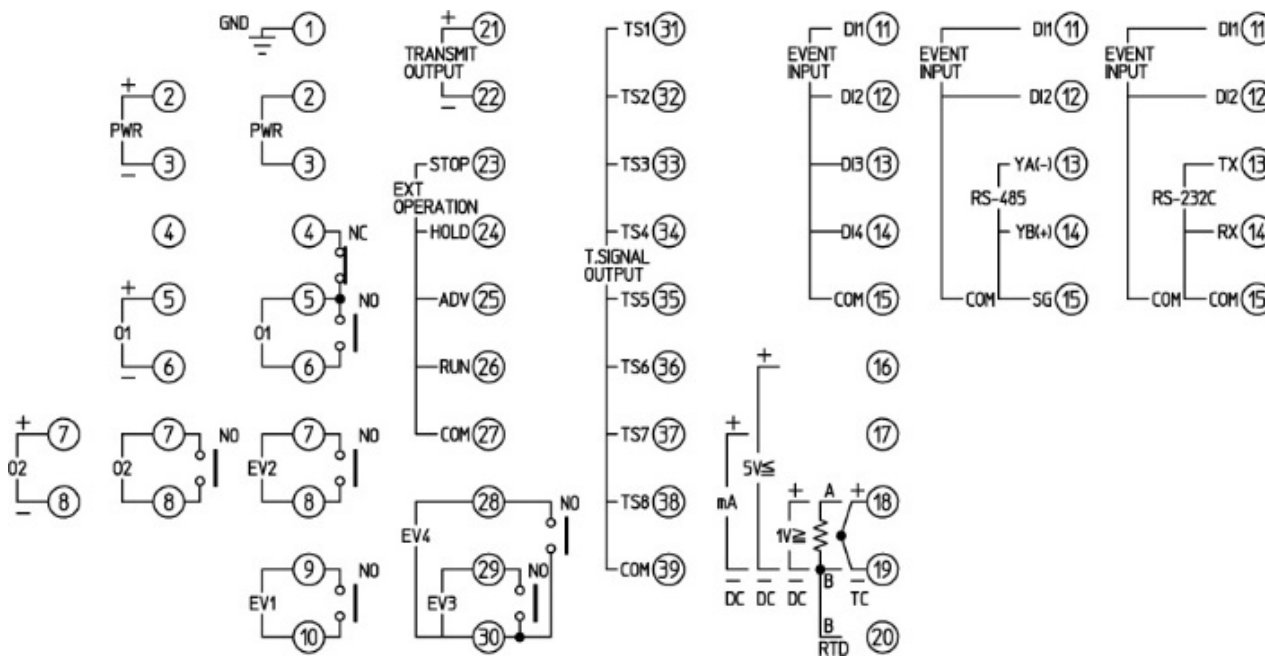 GND 1
+ 2
PWR
- 3
2
PWR
3
4
4 NC
+ 5
O1
- 6
5 NO
O1
6
+ 7
O2
- 8
7 NO
O2
8
7 NO
EV2
8
9 NO
EV1
10
+ 21
TRANSMIT
OUTPUT
- 22
STOP 23
EXT
OPERATION
HOLD 24
ADV 25
RUN 26
COM 27
28 NO
EV4
29 NO
EV3
30
TS1 31
TS2 32
TS3 33
TS4 34
T.SIGNAL
OUTPUT
TS5 35
TS6 36
TS7 37
TS8 38
COM 39
DI1 11
EVENT
INPUT
DI2 12
DI3 13
DI4 14
COM 15
DI1 11
EVENT
INPUT
DI2 12
YA(-) 13
RS-485
YB(+) 14
COM SG 15
DI1 11
EVENT
INPUT
DI2 12
TX 13
RS-232C
RX 14
COM COM 15
+ 16
+ 17
5V≦
mA
+ A + 18
1V≧
- - - B - 19
DC DC DC TC
B 20
RTD